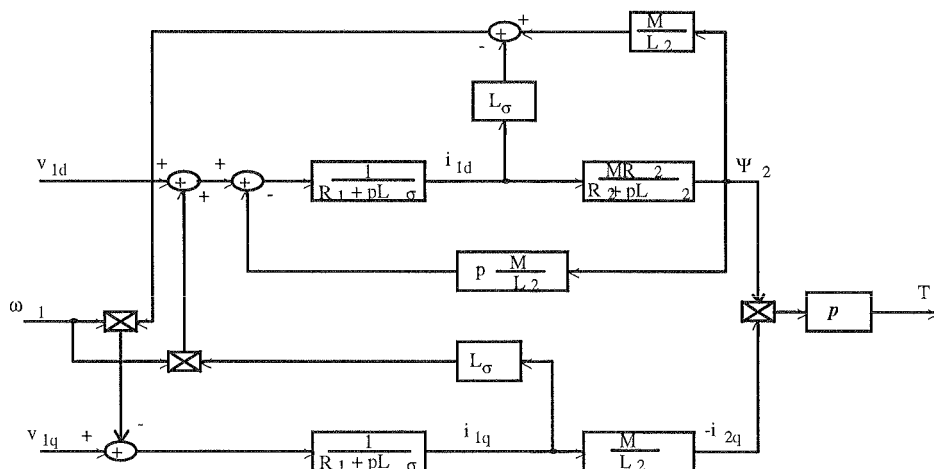 +
-
+
M
L 2
L σ
v 1d
+
+
+
+
-
+
1
R 1 + pL σ
i 1d
MR 2
R 2 + pL 2
Ψ 2
p M
L 2
ω 1
p
T
L σ
v 1q
+
-
+
1
R 1 + pL σ
i 1q
M
L 2
-i 2q